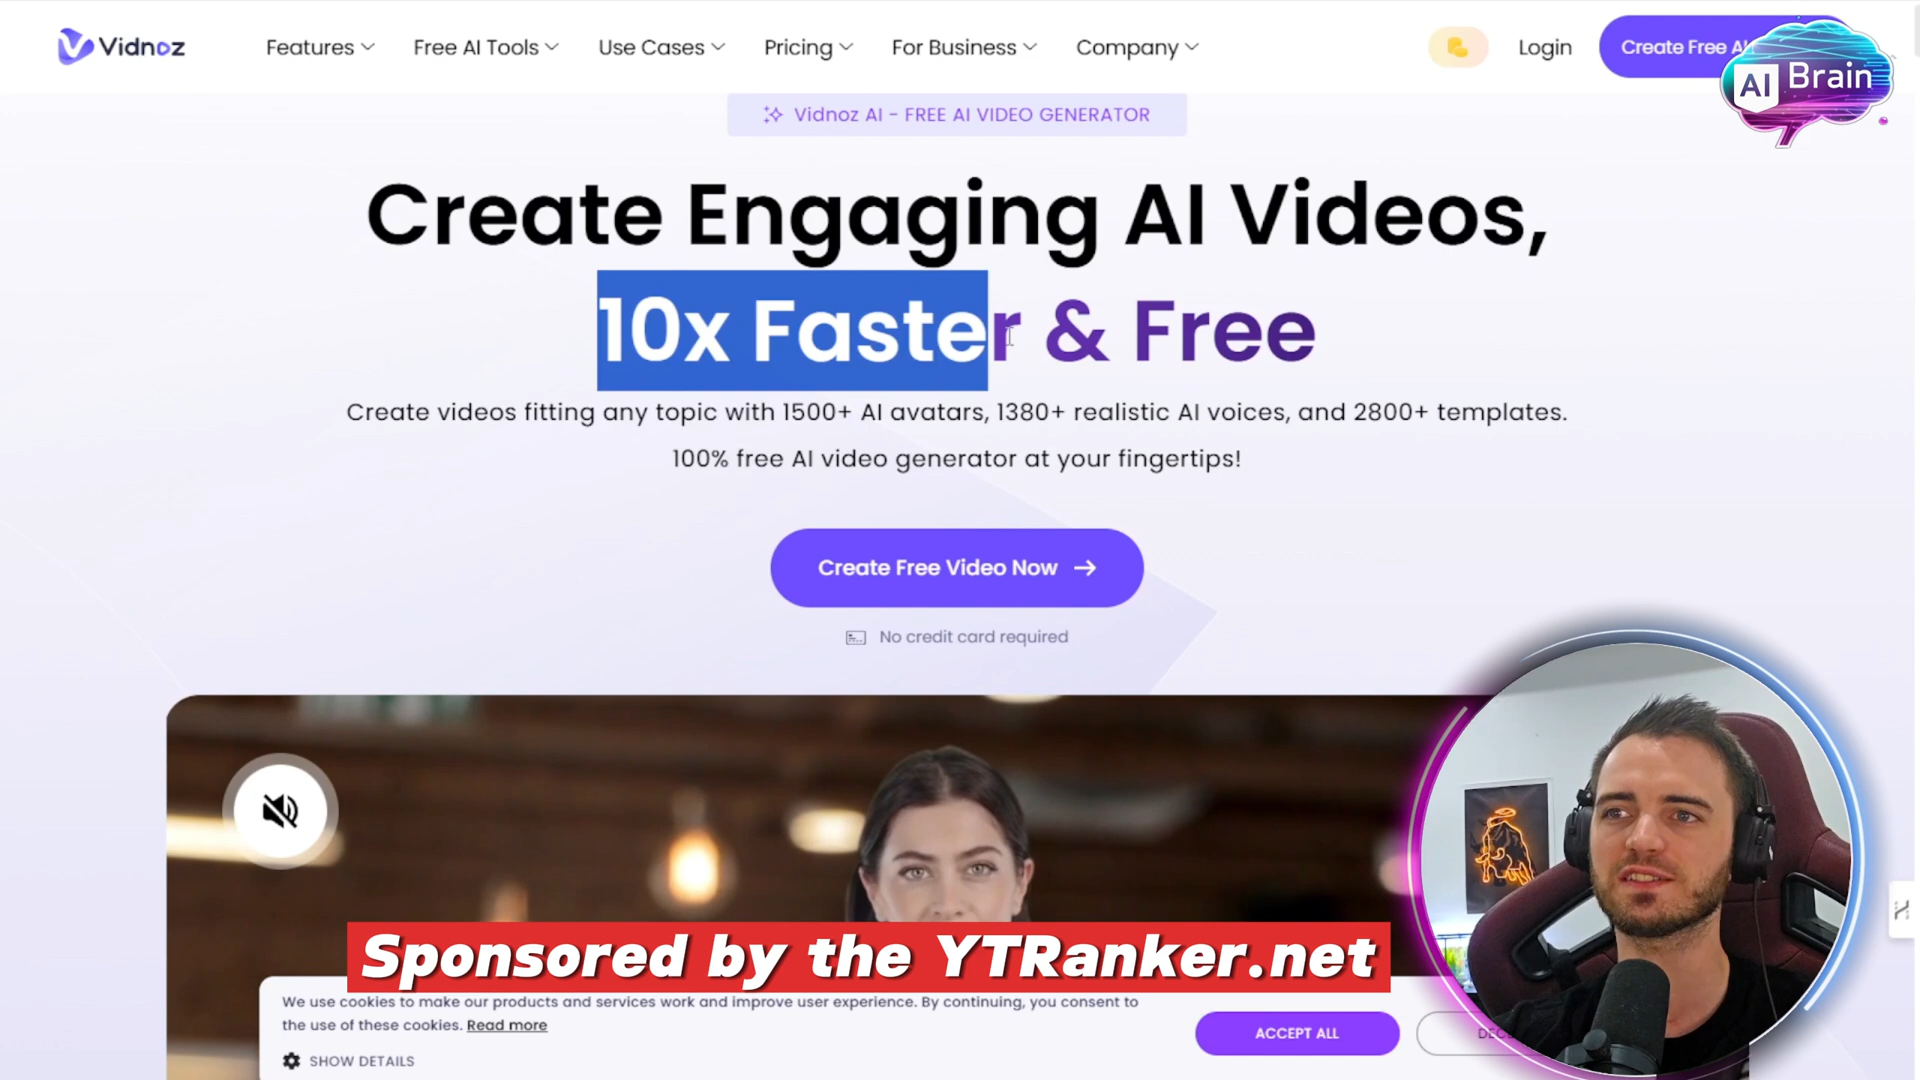 Vidnoz
Features
Free AI Tools
Use Cases
Pricing
For Business
Company
Login
Create Free AI
AI Brain
Vidnoz AI - FREE AI VIDEO GENERATOR
Create Engaging AI Videos,
10x Faster & Free
Create videos fitting any topic with 1500+ AI avatars, 1380+ realistic AI voices, and 2800+ templates.
100% free AI video generator at your fingertips!
Create Free Video Now
No credit card required
Sponsored by the YTRanker.net
We use cookies to make our products and services work and improve user experience. By continuing, you consent to
the use of these cookies. Read more
ACCEPT ALL
SHOW DETAILS